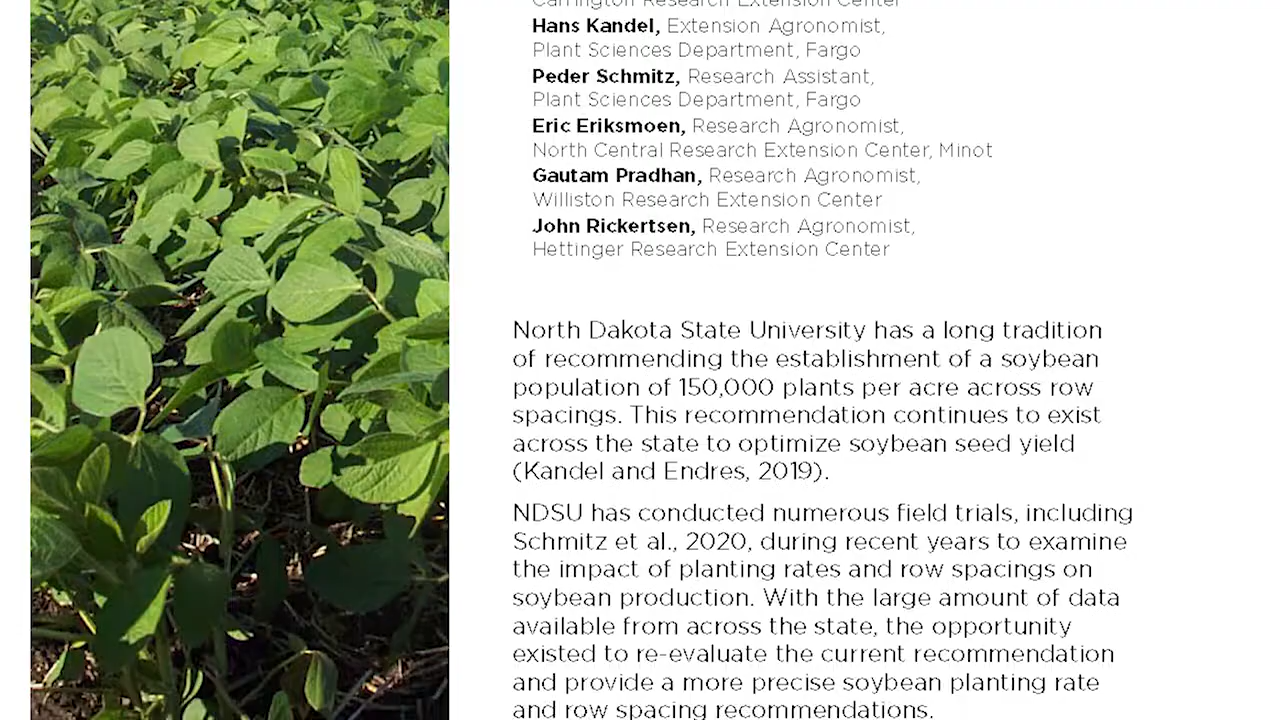 Carrington Research Extension Center
Hans Kandel, Extension Agronomist,
Plant Sciences Department, Fargo
Peder Schmitz, Research Assistant,
Plant Sciences Department, Fargo
Eric Eriksmoen, Research Agronomist,
North Central Research Extension Center, Minot
Gautam Pradhan, Research Agronomist,
Williston Research Extension Center
John Rickertsen, Research Agronomist,
Hettinger Research Extension Center
North Dakota State University has a long tradition
of recommending the establishment of a soybean
population of 150,000 plants per acre across row
spacings. This recommendation continues to exist
across the state to optimize soybean seed yield
(Kandel and Endres, 2019).
NDSU has conducted numerous field trials, including
Schmitz et al., 2020, during recent years to examine
the impact of planting rates and row spacings on
soybean production. With the large amount of data
available from across the state, the opportunity
existed to re-evaluate the current recommendation
and provide a more precise soybean planting rate
and row spacing recommendations.